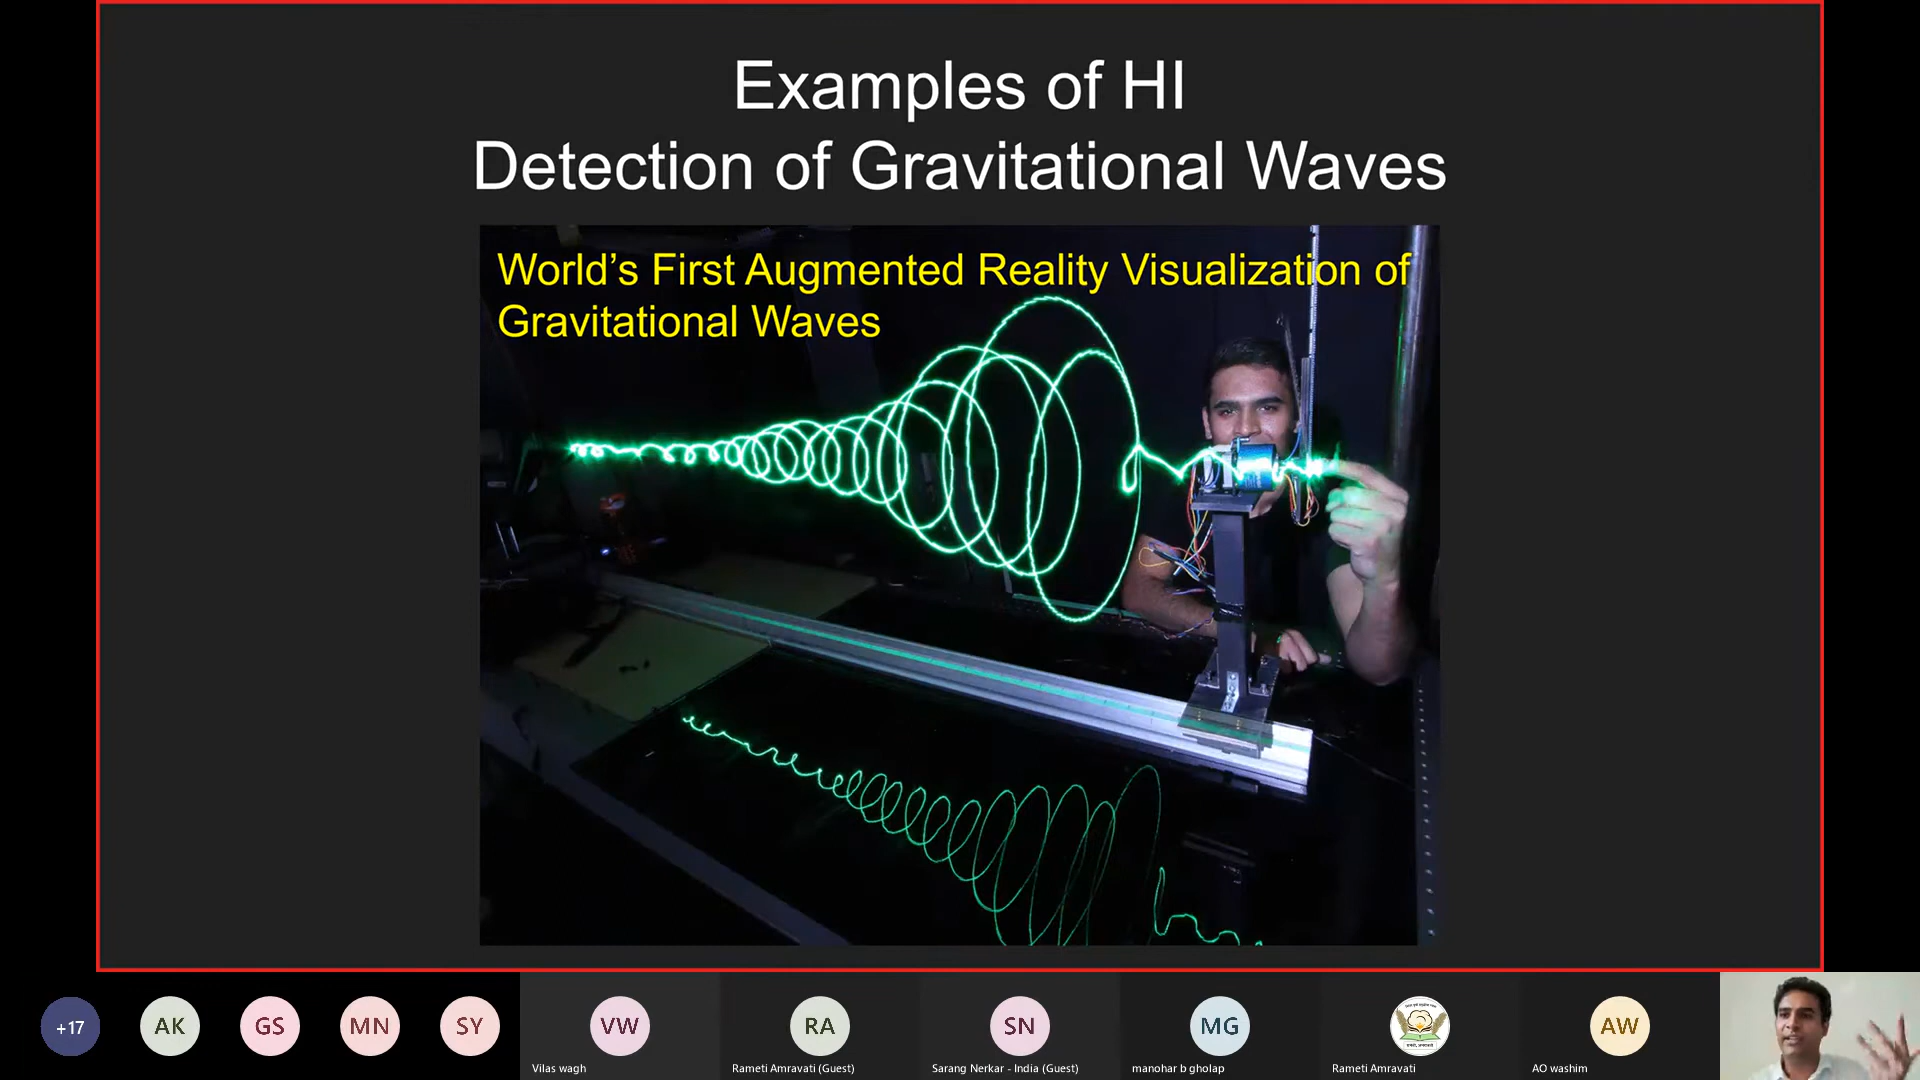 Examples of HI
Detection of Gravitational Waves
World’s First Augmented Reality Visualization of
Gravitational Waves
+17
AK
GS
MN
SY
VW
RA
SN
MG
AW
Vilas wagh
Rameti Amravati (Guest)
Sarang Nerkar - India (Guest)
manohar b gholap
Rameti Amravati
AO washim